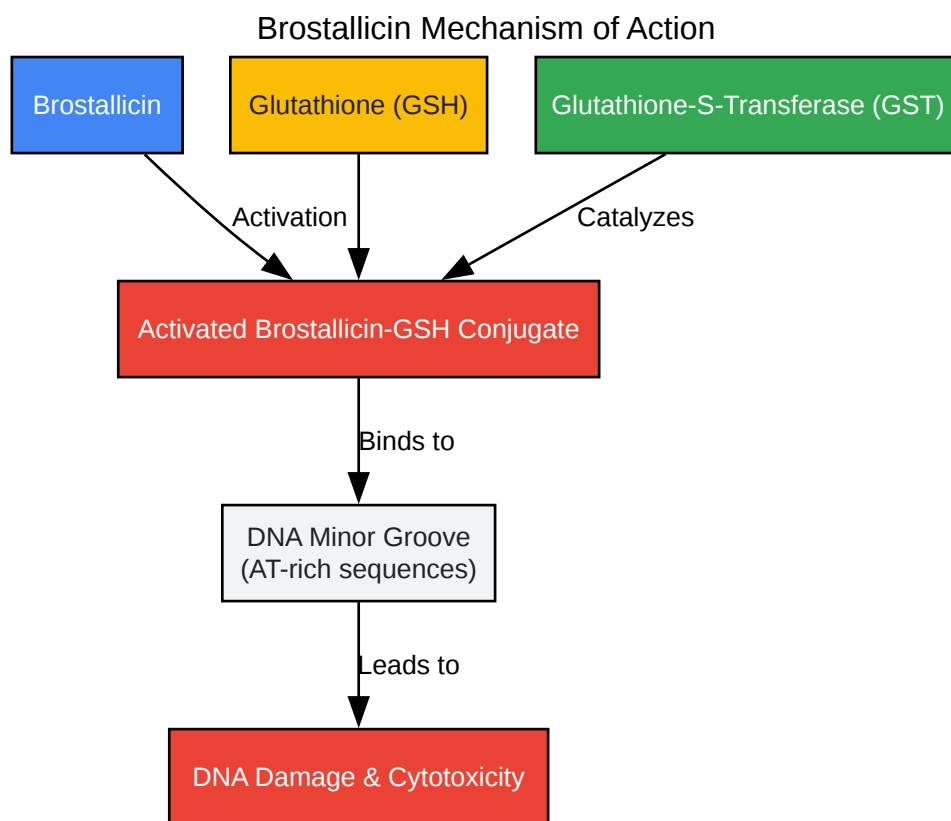 Brostallicin Mechanism of Action
Brostallicin
Glutathione (GSH)
Glutathione-S-Transferase (GST)
Activation
Catalyzes
Activated Brostallicin-GSH Conjugate
Binds to
DNA Minor Groove
(AT-rich sequences)
Leads to
DNA Damage & Cytotoxicity